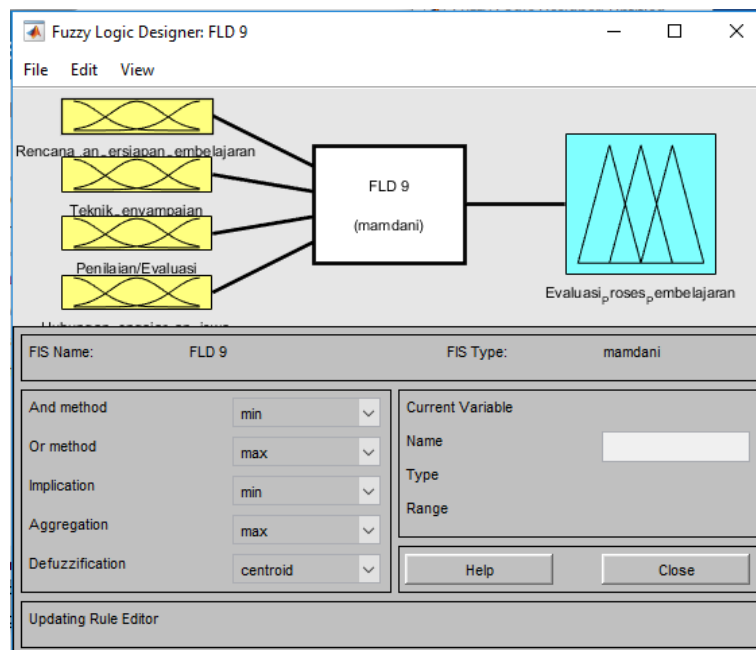 Fuzzy Logic Designer: FLD 9
File Edit View
Rencana_an_ersiapan_embelajaran
Teknik_enyampaian
Penilaian/Evaluasi
FLD 9
(mamdani)
Evaluasi_proses_pembelajaran
FIS Name: FLD 9 FIS Type: mamdani
And method min
Or method max
Implication min
Aggregation max
Defuzzification centroid
Current Variable
Name
Type
Range
Help Close
Updating Rule Editor